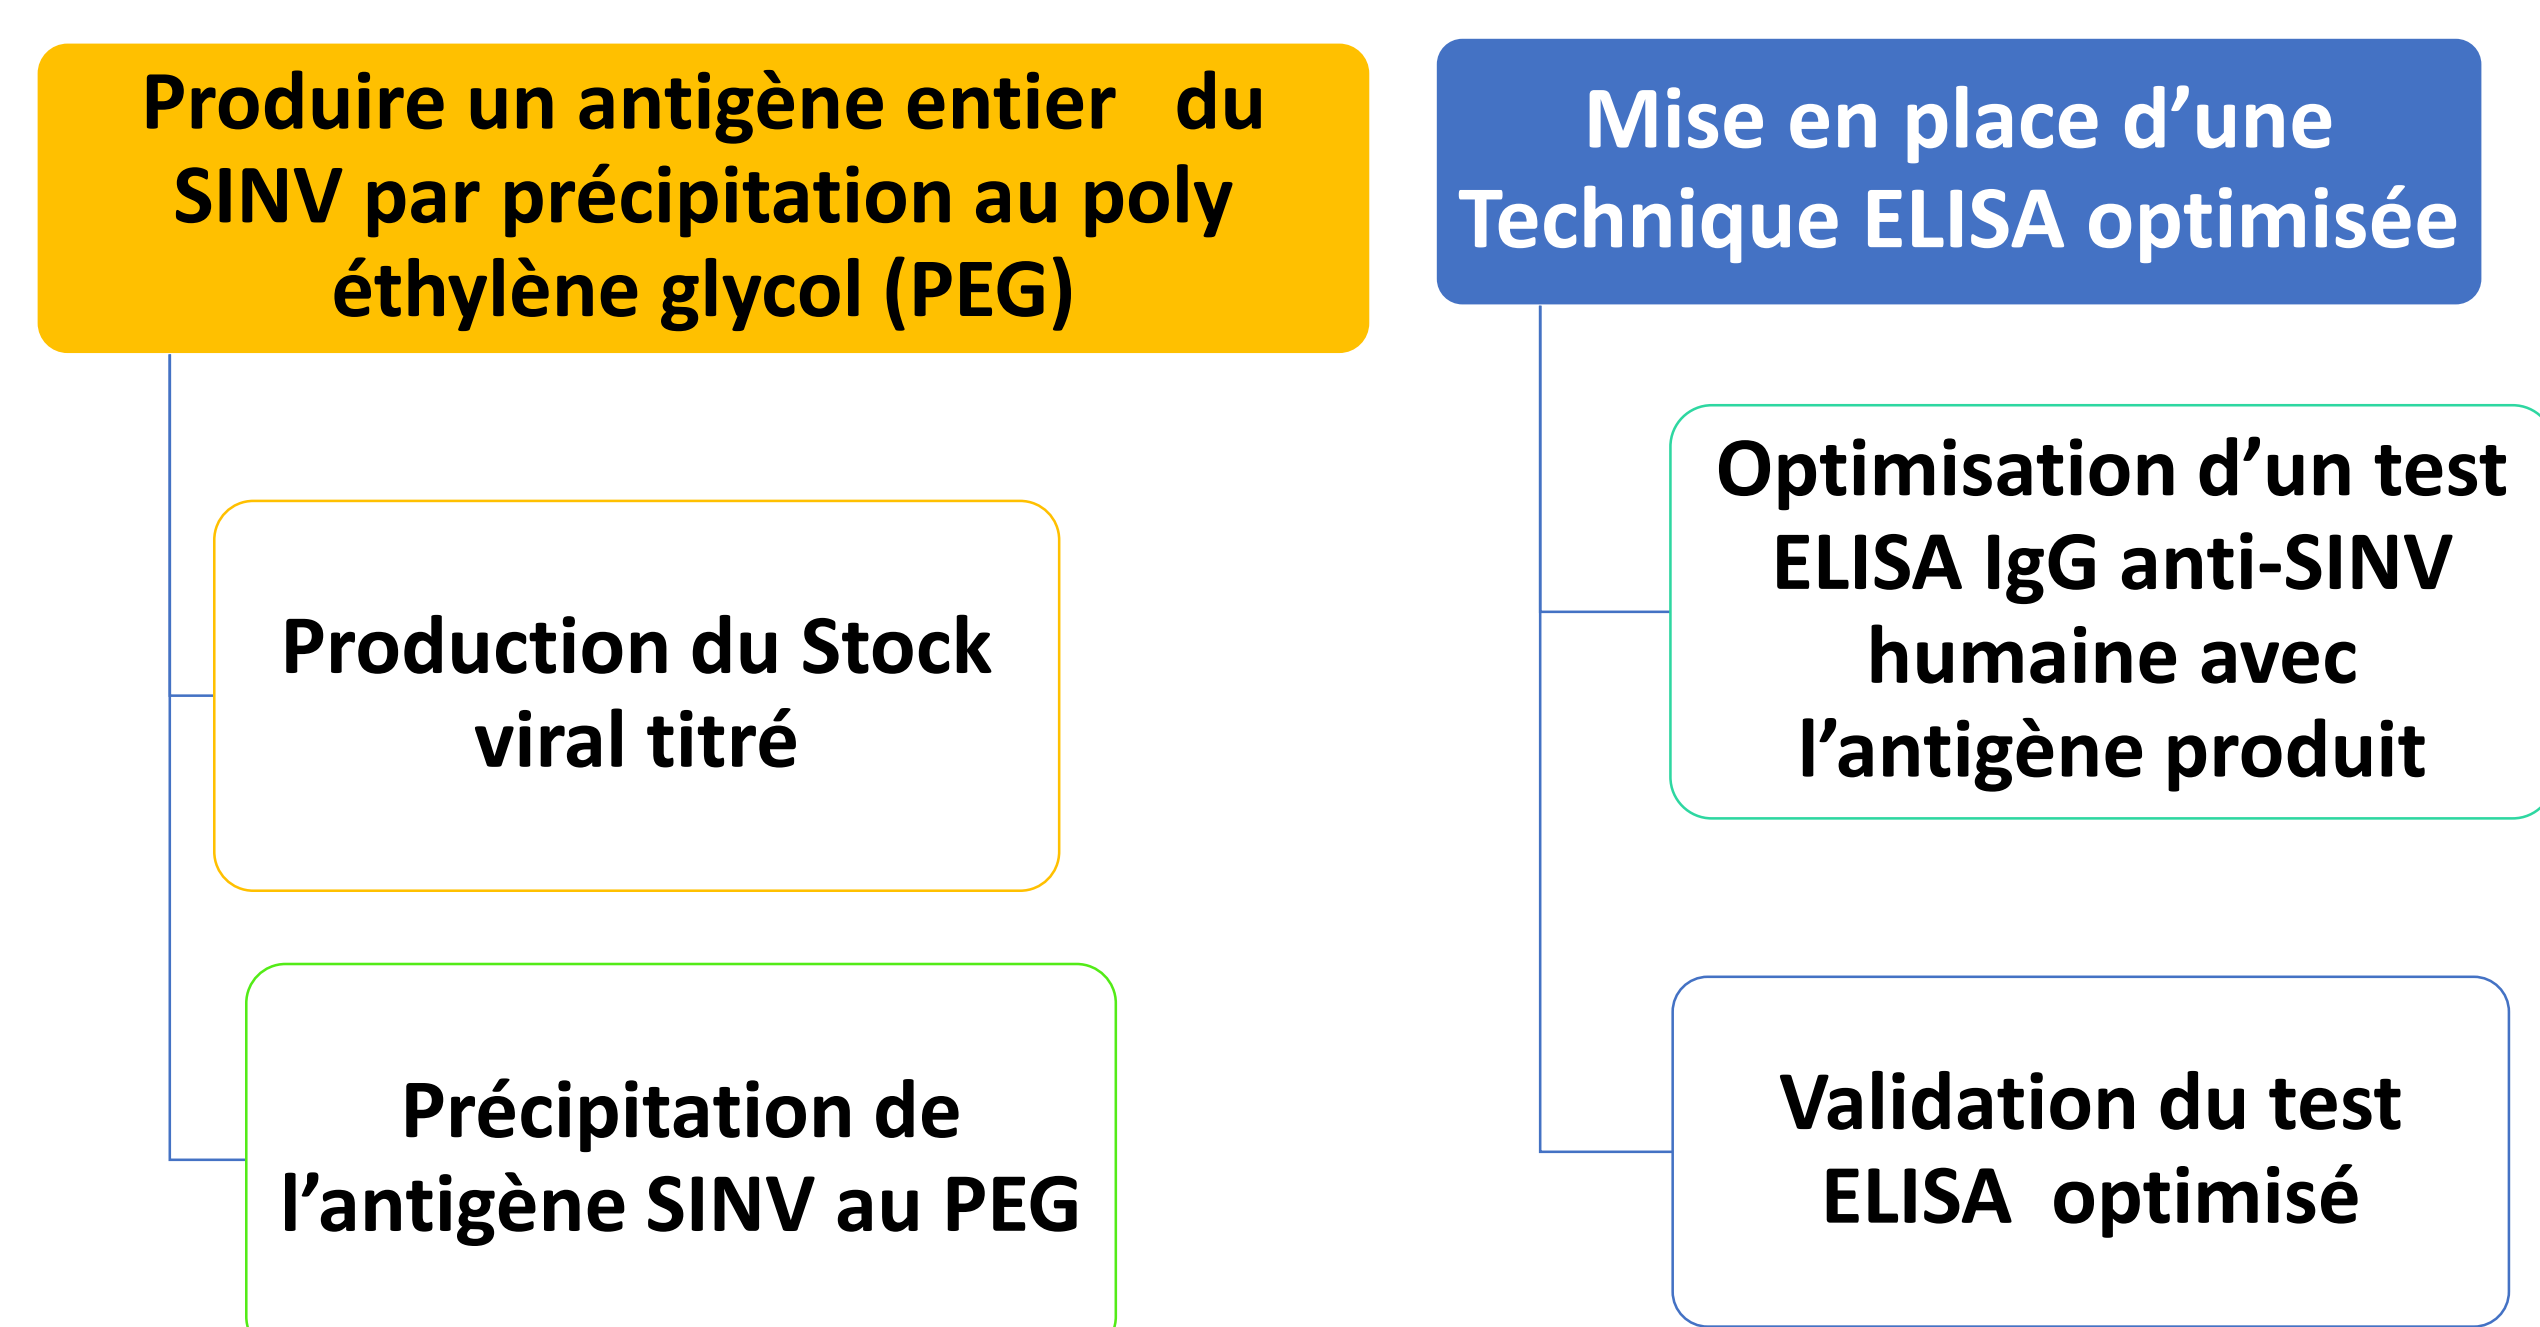 Produire un antigène entier   du
SINV par précipitation au poly
éthylène glycol (PEG)
Production du Stock
viral titré
Précipitation de
l’antigène SINV au PEG
Mise en place d’une
Technique ELISA optimisée
Optimisation d’un test
ELISA IgG anti-SINV
humaine avec
l’antigène produit
Validation du test
ELISA  optimisé